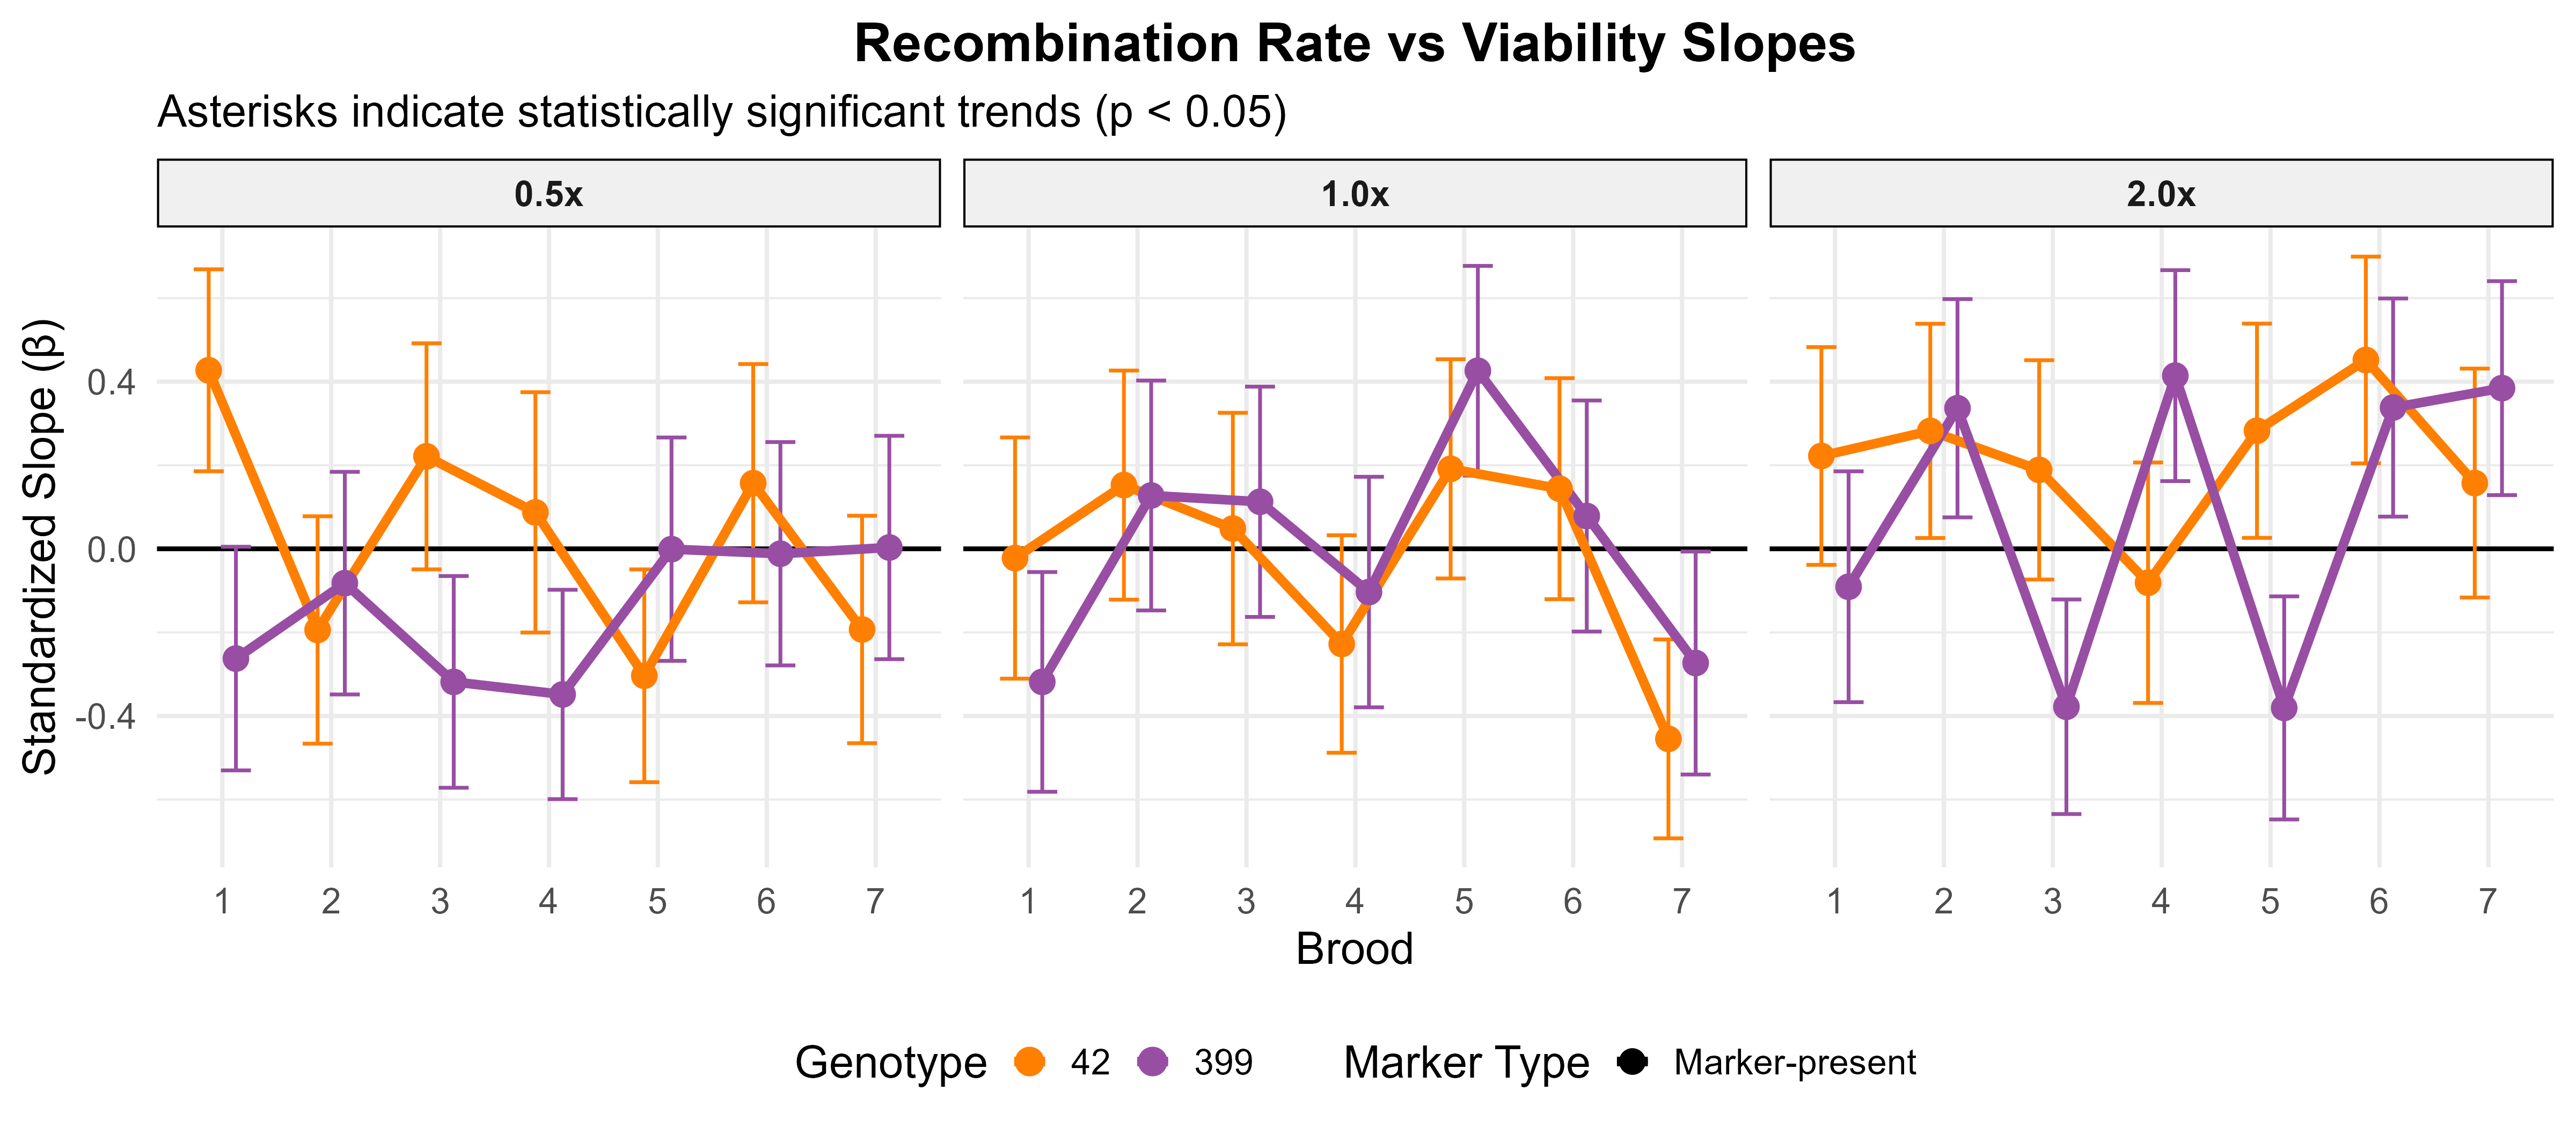 Recombination Rate vs Viability Slopes
Asterisks indicate statistically significant trends (p < 0.05)
0.5x 1.0x 2.0x
Standardized Slope (β)
0.4
0.0
-0.4
1 2 3 4 5 6 7 1 2 3 4 5 6 7 1 2 3 4 5 6 7
Brood
Genotype 42 399 Marker Type Marker-present